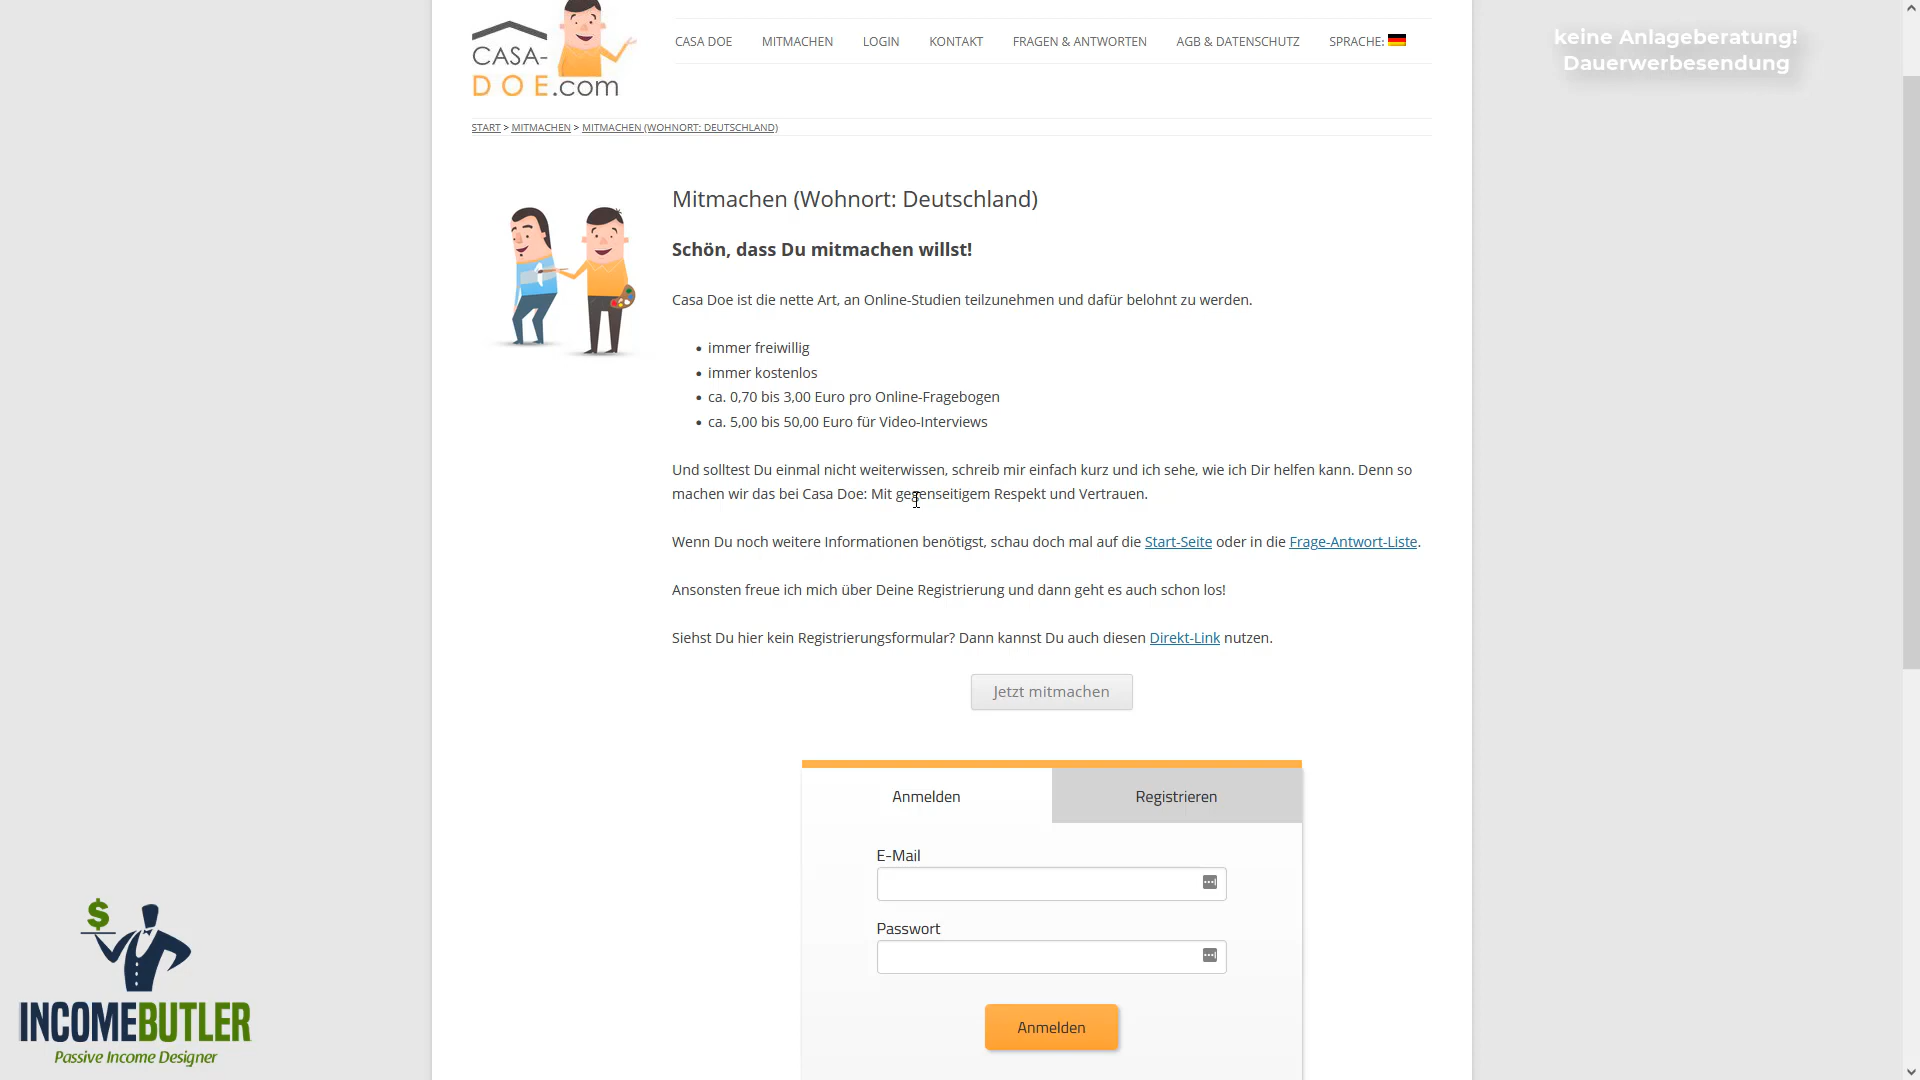 CASA-
DOE.com
CASA DOE MITMACHEN LOGIN KONTAKT FRAGEN & ANTWORTEN AGB & DATENSCHUTZ SPRACHE:
keine Anlageberatung!
Dauerwerbesendung
START > MITMACHEN > MITMACHEN (WOHNORT: DEUTSCHLAND)
Mitmachen (Wohnort: Deutschland)
Schön, dass Du mitmachen willst!
Casa Doe ist die nette Art, an Online-Studien teilzunehmen und dafür belohnt zu werden.
• immer freiwillig
• immer kostenlos
• ca. 0,70 bis 3,00 Euro pro Online-Fragebogen
• ca. 5,00 bis 50,00 Euro für Video-Interviews
Und solltest Du einmal nicht weiterwissen, schreib mir einfach kurz und ich sehe, wie ich Dir helfen kann. Denn so
machen wir das bei Casa Doe: Mit gegenseitigem Respekt und Vertrauen.
Wenn Du noch weitere Informationen benötigst, schau doch mal auf die Start-Seite oder in die Frage-Antwort-Liste.
Ansonsten freue ich mich über Deine Registrierung und dann geht es auch schon los!
Siehst Du hier kein Registrierungsformular? Dann kannst Du auch diesen Direkt-Link nutzen.
Jetzt mitmachen
Anmelden Registrieren
E-Mail
Passwort
Anmelden
$
INCOMEBUTLER
Passive Income Designer